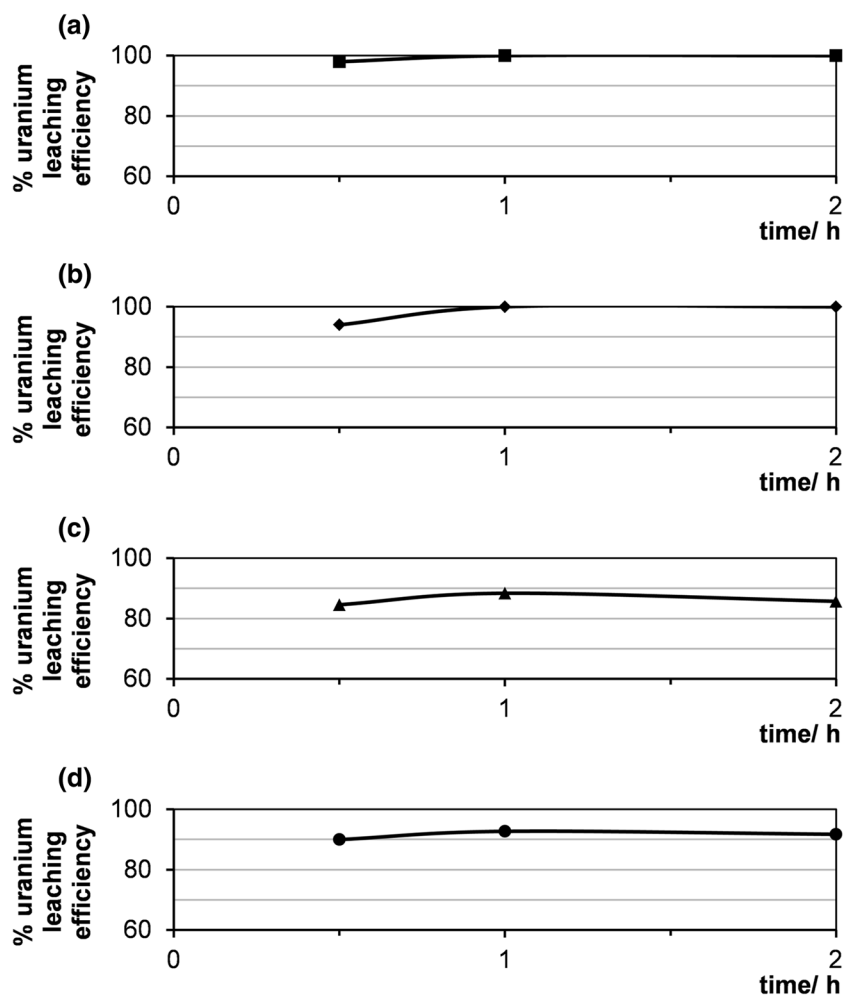 (a)
% uranium
leaching
efficiency
100
80
60
0 1 2
time/ h
(b)
% uranium
leaching
efficiency
100
80
60
0 1 2
time/ h
(c)
% uranium
leaching
efficiency
100
80
60
0 1 2
time/ h
(d)
% uranium
leaching
efficiency
100
80
60
0 1 2
time/ h